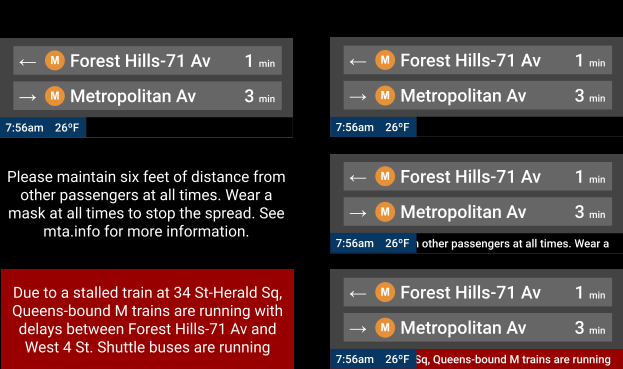 ← M Forest Hills-71 Av 1 min
→ M Metropolitan Av 3 min
7:56am 26ºF
Please maintain six feet of distance from
other passengers at all times. Wear a
mask at all times to stop the spread. See
mta.info for more information.
Due to a stalled train at 34 St-Herald Sq,
Queens-bound M trains are running with
delays between Forest Hills-71 Av and
West 4 St. Shuttle buses are running
← M Forest Hills-71 Av 1 min
→ M Metropolitan Av 3 min
7:56am 26ºF
← M Forest Hills-71 Av 1 min
→ M Metropolitan Av 3 min
7:56am 26ºF other passengers at all times. Wear a
← M Forest Hills-71 Av 1 min
→ M Metropolitan Av 3 min
7:56am 26ºF Sq, Queens-bound M trains are running